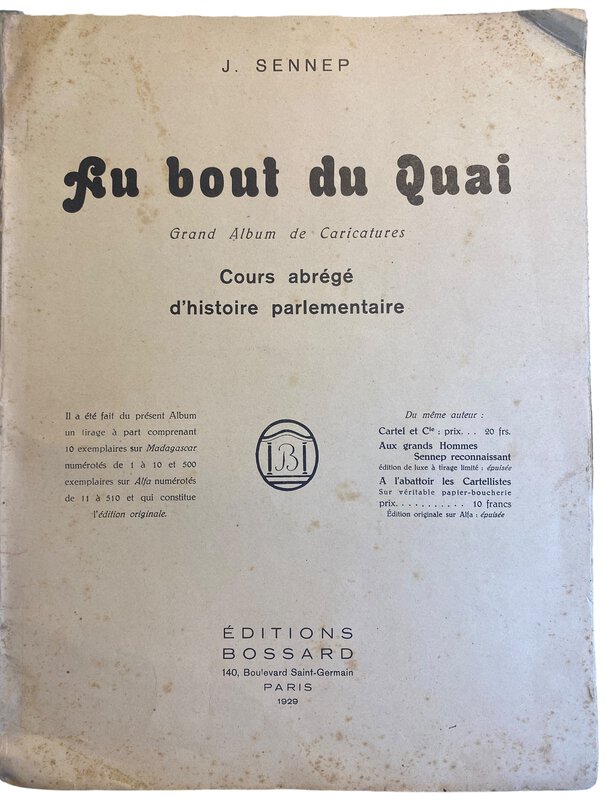 J. SENNEP
Au bout du Quai
Grand Album de Caricatures
Cours abrégé
d'histoire parlementaire
Il a été fait du présent Album
un tirage à part comprenant
10 exemplaires sur Madagascar
numérotés de 1 à 10 et 500
exemplaires sur Alfa numérotés
de 11 à 510 et qui constitue
l'édition originale.
B
Du même auteur :
Cartel et Cie : prix. . . 20 frs.
Aux grands Hommes
Sennep reconnaissant
édition de luxe à tirage limité : épuisée
A l'abattoir les Cartellistes
Sur véritable papier-boucherie
prix. . . . . . . . . . . 10 francs
Édition originale sur Alfa : épuisée
ÉDITIONS
BOSSARD
140, Boulevard Saint-Germain
PARIS
1929